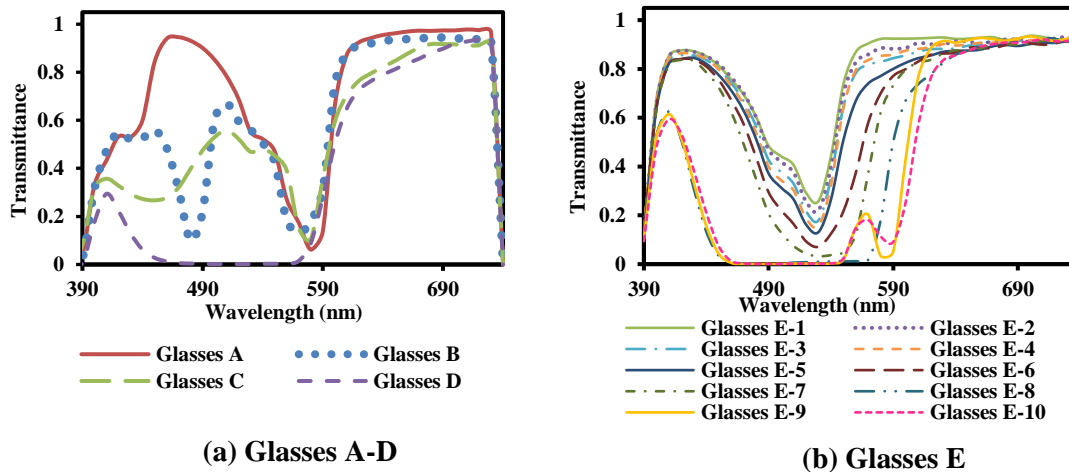 1
0.8
0.6
0.4
0.2
0
Transmittance
390
490
590
690
Wavelength (nm)
Glasses A
Glasses B
Glasses C
Glasses D
(a) Glasses A-D
1
0.8
0.6
0.4
0.2
0
Transmittance
390
490
590
690
Wavelength (nm)
Glasses E-1
Glasses E-2
Glasses E-3
Glasses E-4
Glasses E-5
Glasses E-6
Glasses E-7
Glasses E-8
Glasses E-9
Glasses E-10
(b) Glasses E